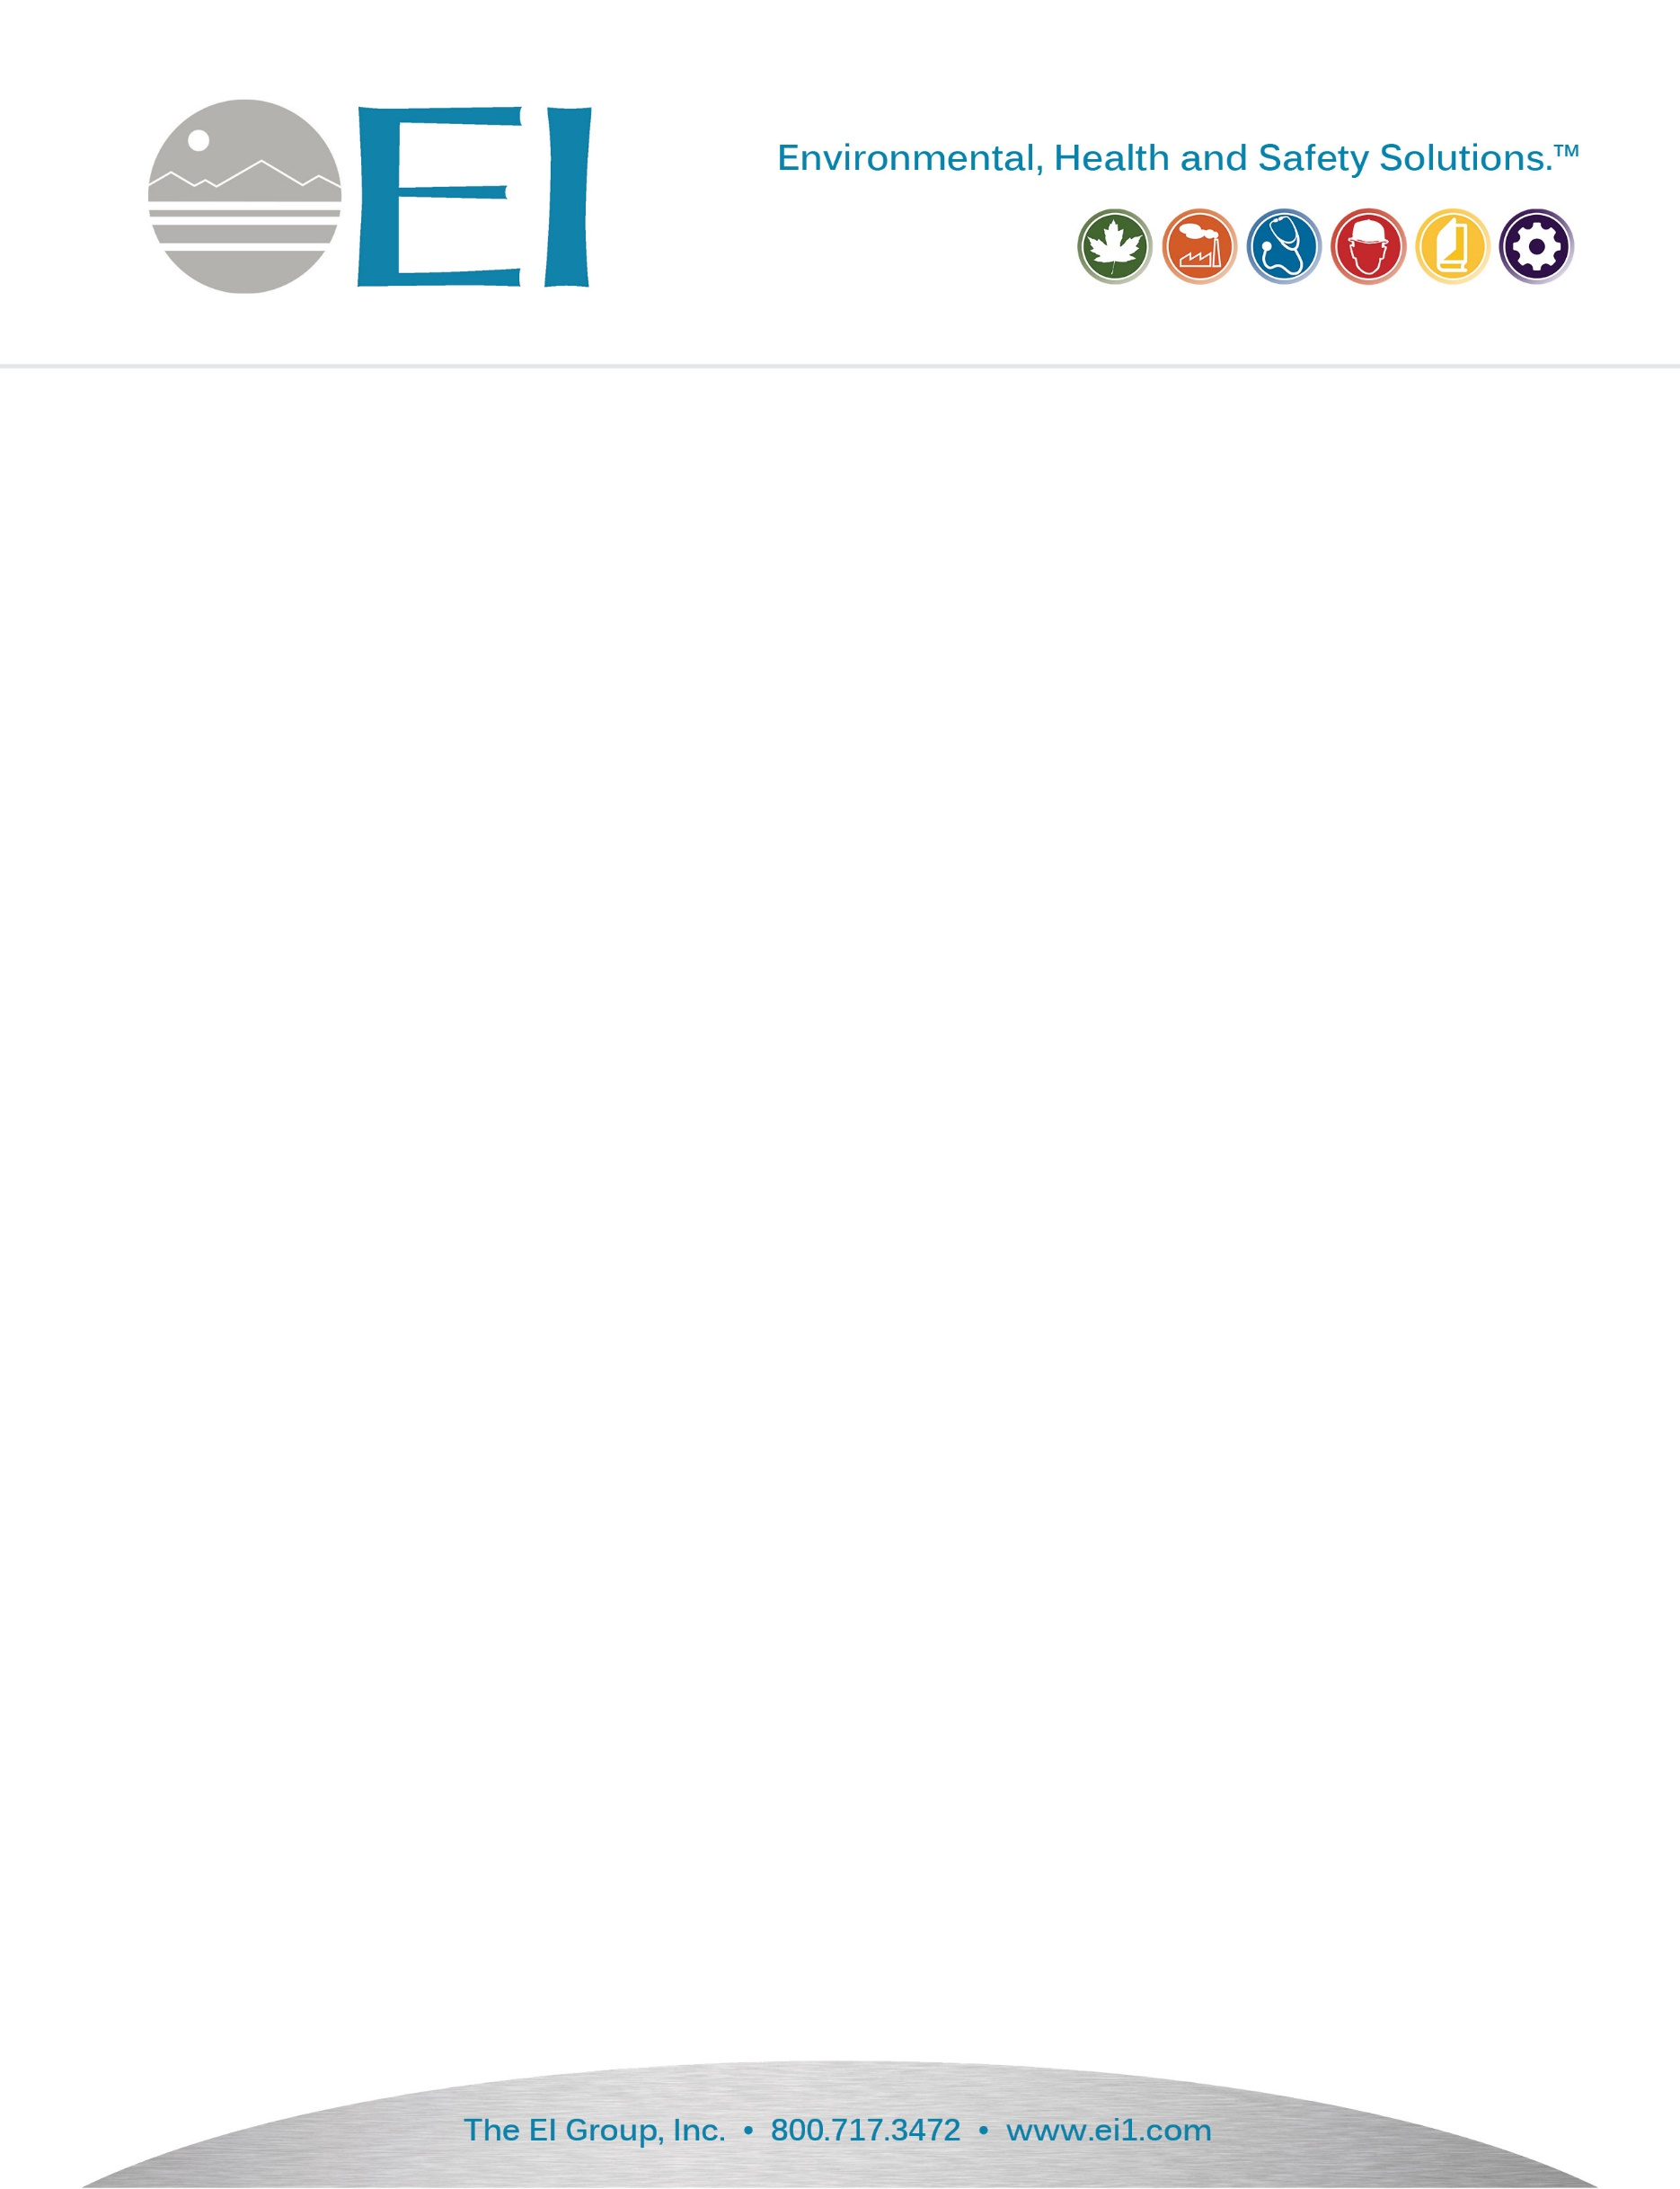 EI
Environmental, Health and Safety Solutions.™
The EI Group, Inc. • 800.717.3472 • www.ei1.com